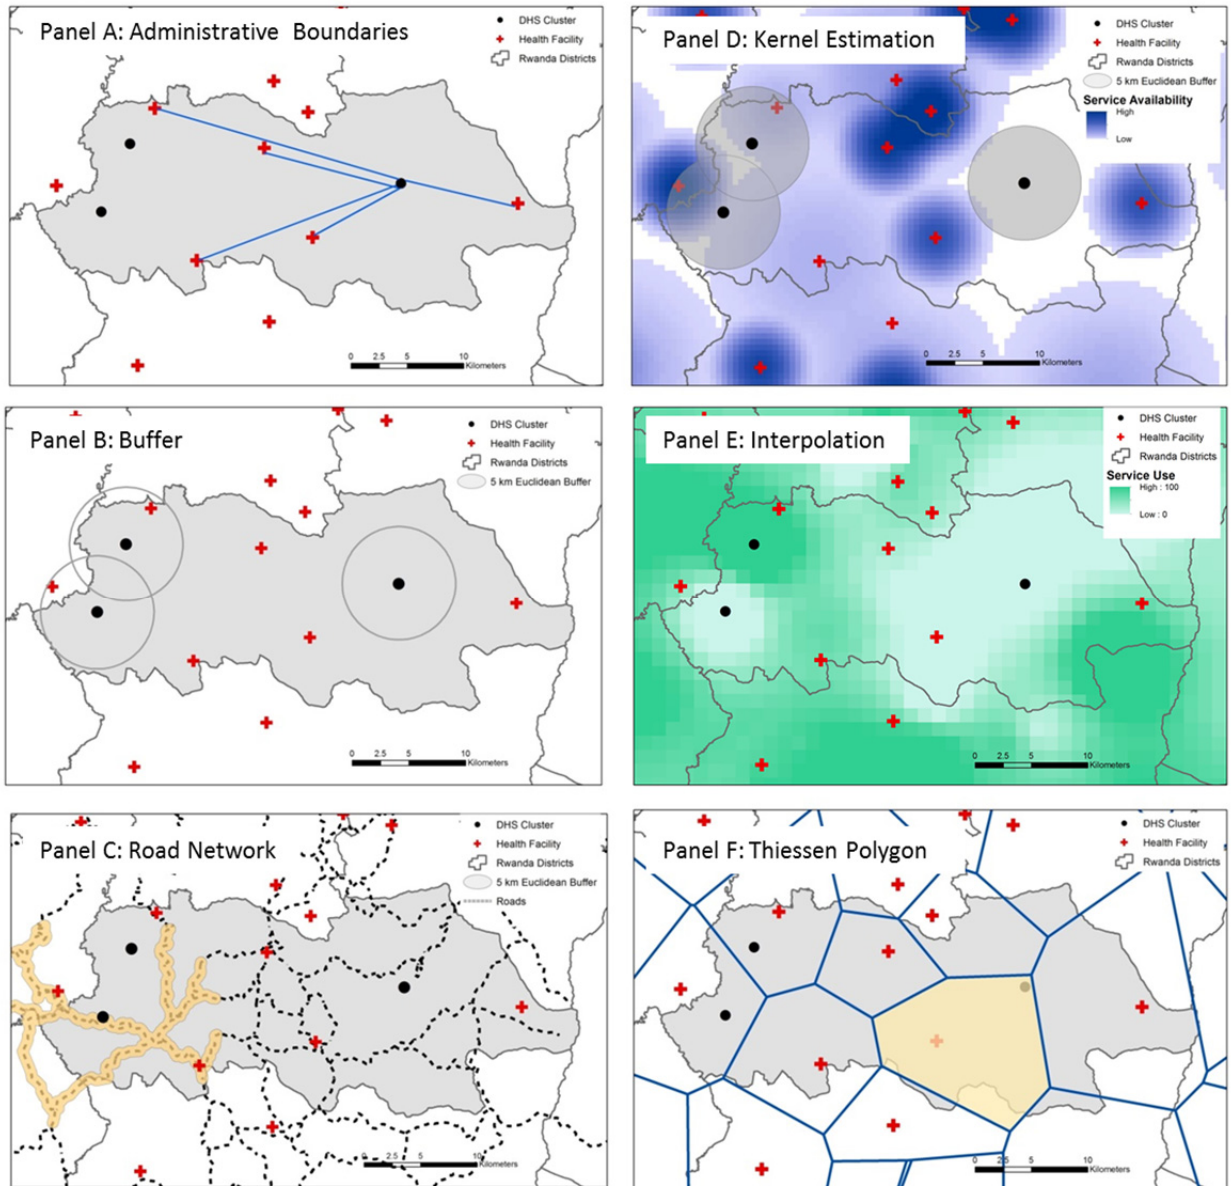 Panel A: Administrative Boundaries
DHS Cluster
Health Facility
Rwanda Districts
0 2.5 5 10
Kilometers
Panel D: Kernel Estimation
DHS Cluster
Health Facility
Rwanda Districts
5 km Euclidean Buffer
Service Availability
High
Low
0 2.5 5 10
Kilometers
Panel B: Buffer
DHS Cluster
Health Facility
Rwanda Districts
5 km Euclidean Buffer
0 2.5 5 10
Kilometers
Panel E: Interpolation
DHS Cluster
Health Facility
Rwanda Districts
Service Use
High : 100
Low : 0
0 2.5 5 10
Kilometers
Panel C: Road Network
DHS Cluster
Health Facility
Rwanda Districts
5 km Euclidean Buffer
Roads
0 2.5 5 10
Kilometers
Panel F: Thiessen Polygon
DHS Cluster
Health Facility
Rwanda Districts
0 2.5 5 10
Kilometers